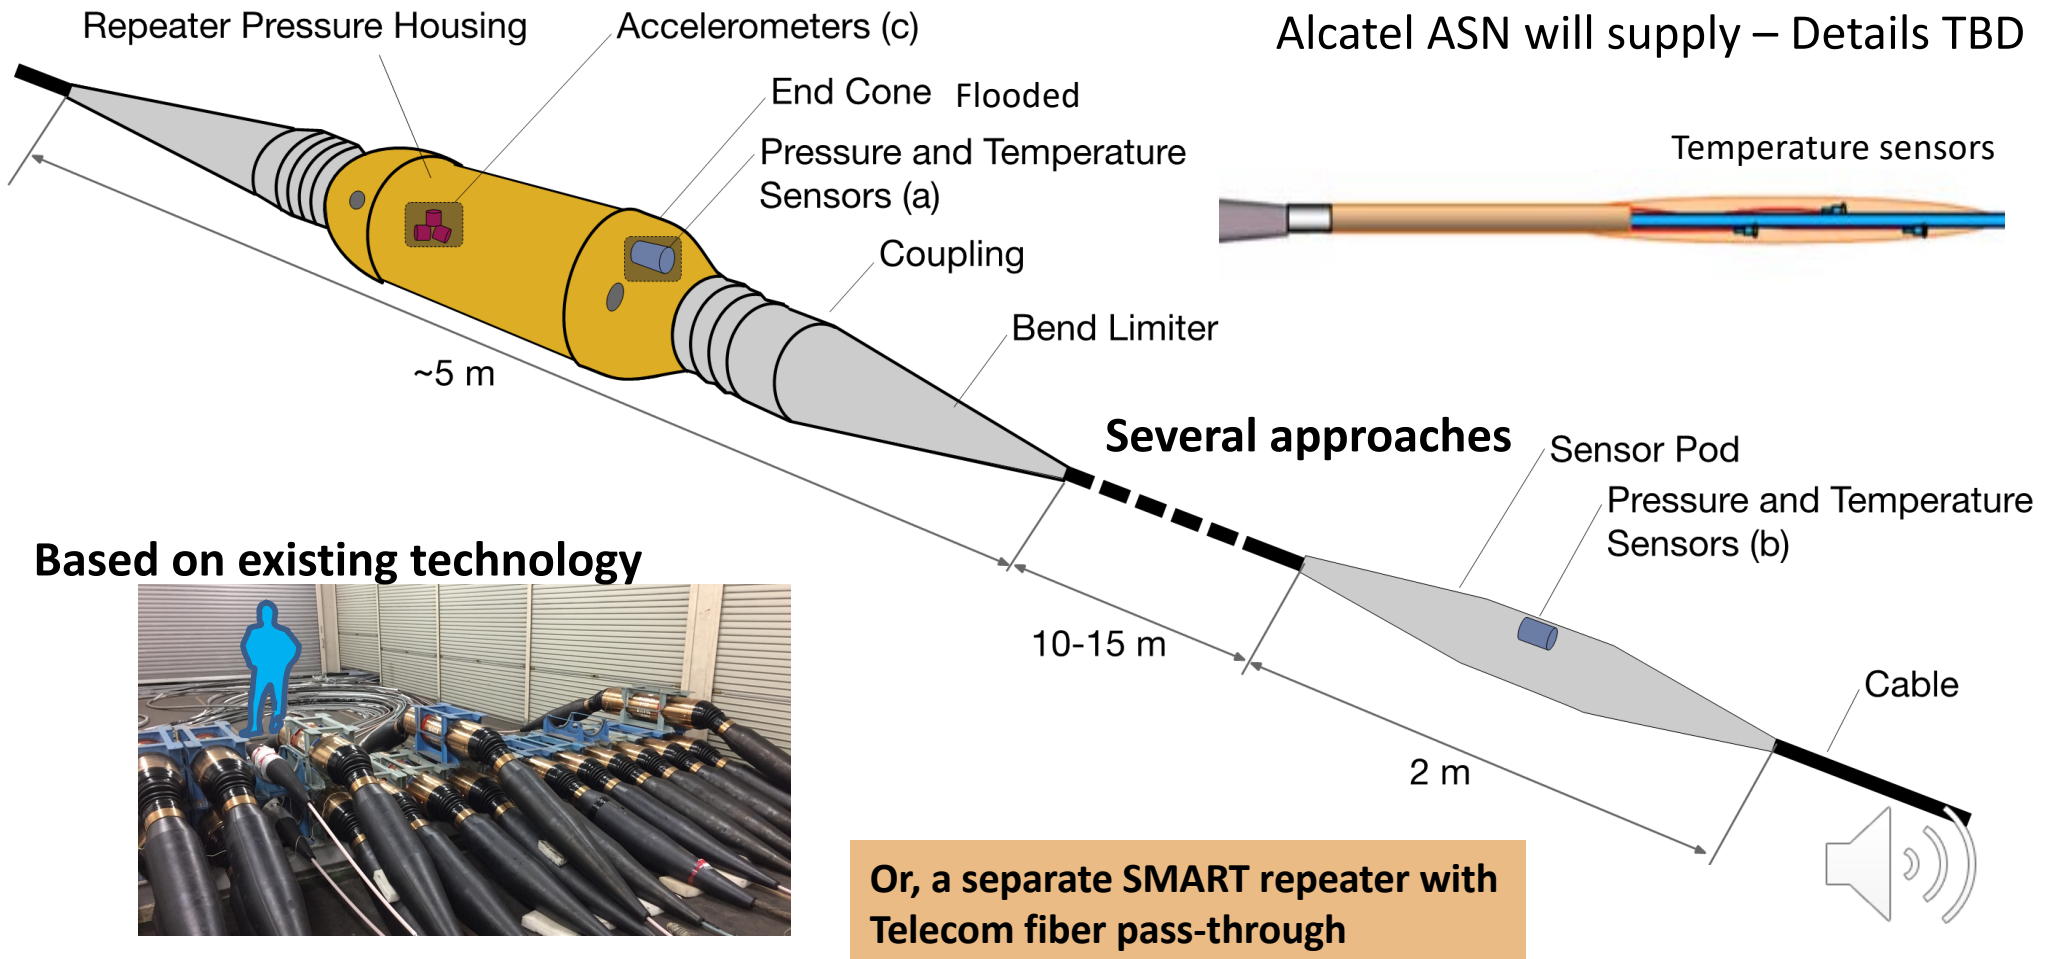 Repeater Pressure Housing
Accelerometers (c)
Alcatel ASN will supply – Details TBD
End Cone Flooded
Pressure and Temperature
Sensors (a)
Temperature sensors
Coupling
Bend Limiter
~5 m
Several approaches
Sensor Pod
Pressure and Temperature
Sensors (b)
Based on existing technology
10-15 m
Cable
2 m
Or, a separate SMART repeater with
Telecom fiber pass-through